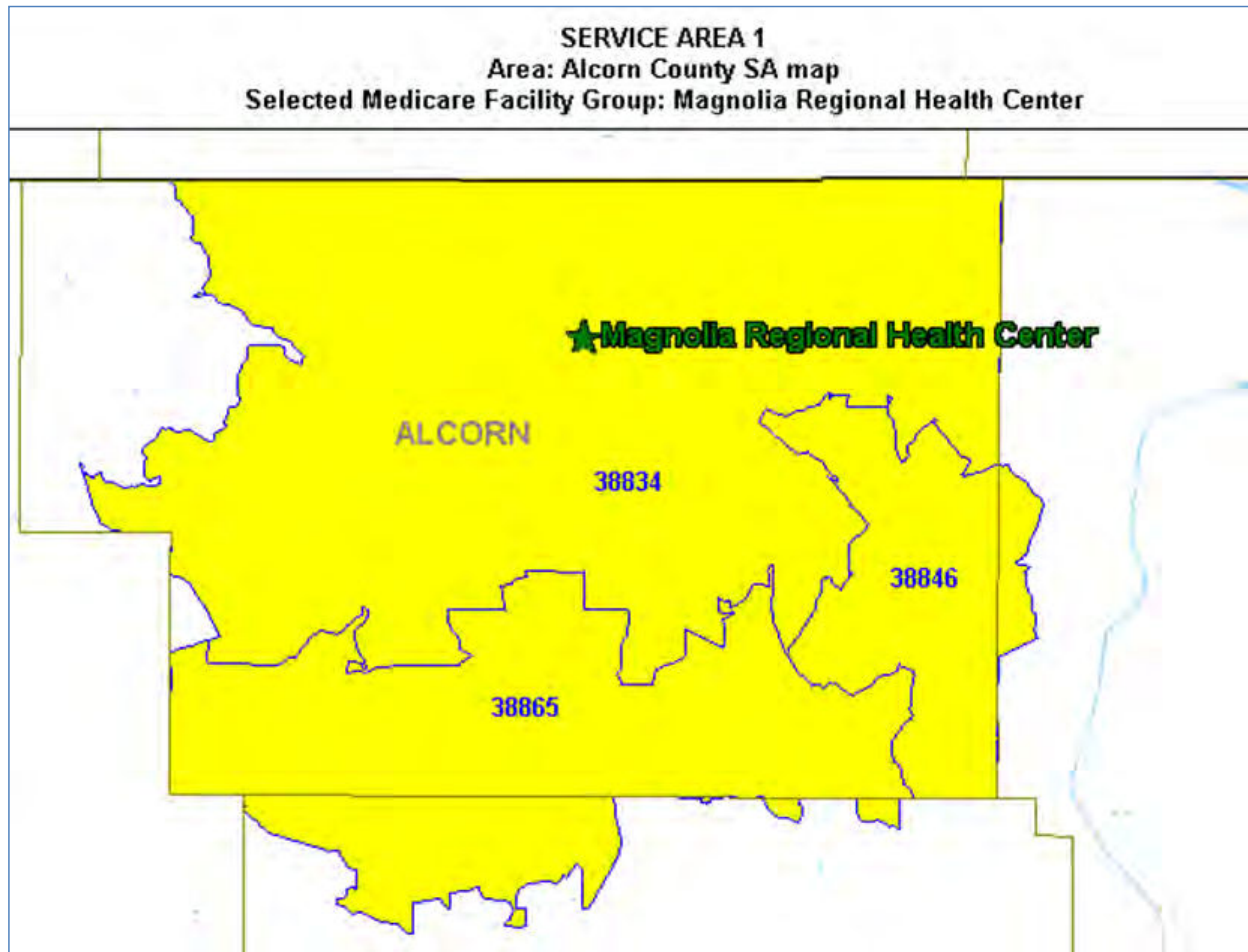 SERVICE AREA 1
Area: Alcorn County SA map
Selected Medicare Facility Group: Magnolia Regional Health Center
Magnolia Regional Health Center
ALCORN
38834
38846
38865